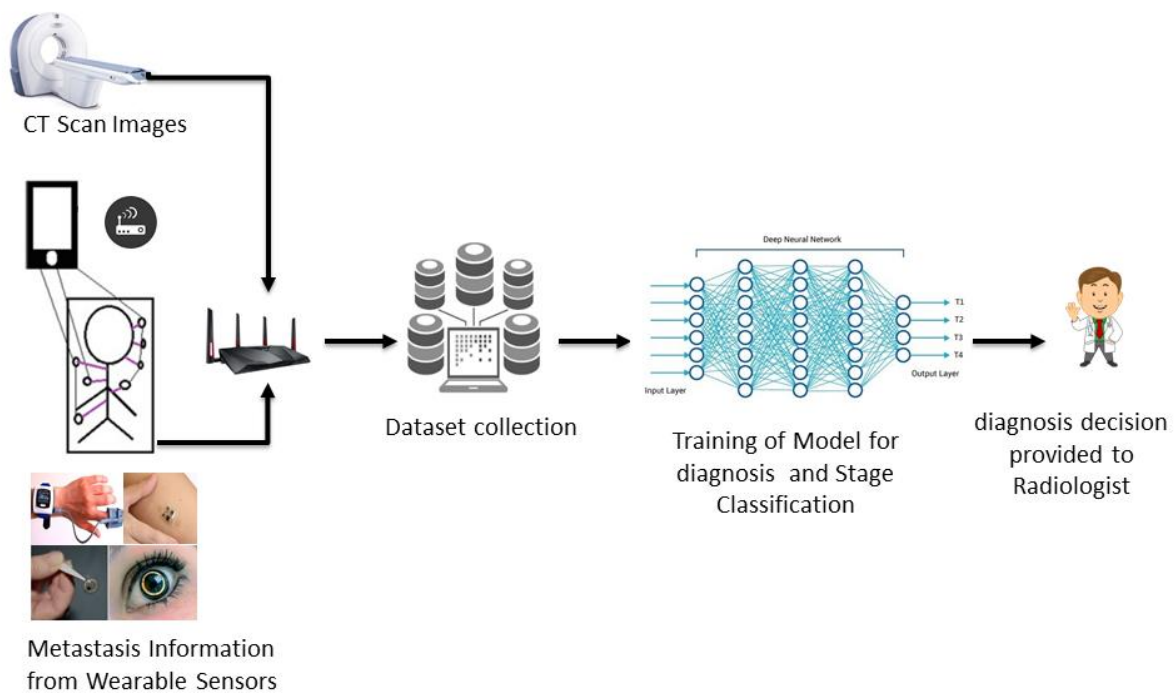 CT Scan Images
Metastasis Information
from Wearable Sensors
Dataset collection
Deep Neural Network
Input Layer
T1
T2
T3
T4
Output Layer
Training of Model for
diagnosis and Stage
Classification
diagnosis decision
provided to
Radiologist